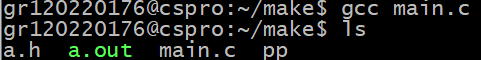 gr120220176@cspro:~/make$ gcc main.c
gr120220176@cspro:~/make$ ls
a.h  a.out  main.c  pp